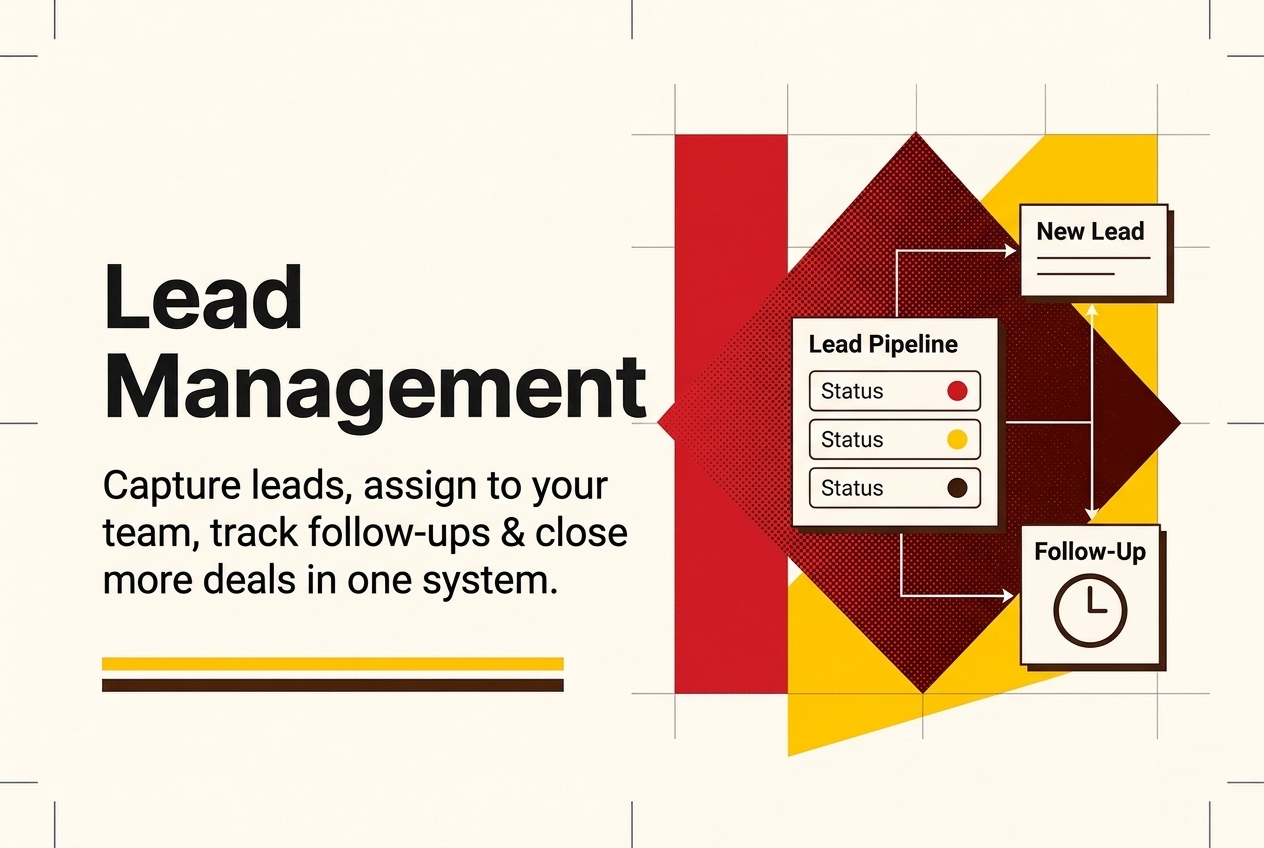 Lead
Management
Capture leads, assign to your
team, track follow-ups & close
more deals in one system.
New Lead
Lead Pipeline
Status
Status
Status
Follow-Up